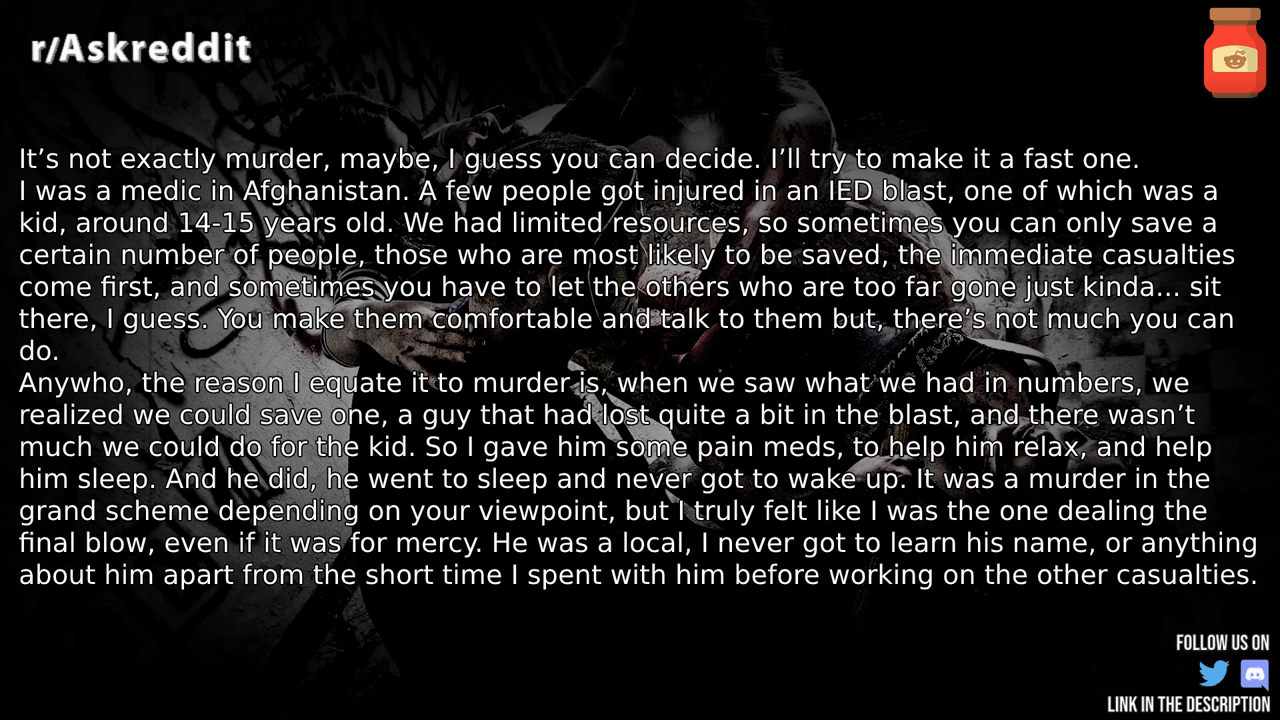 r/Askreddit
It’s not exactly murder, maybe, I guess you can decide. I’ll try to make it a fast one.
I was a medic in Afghanistan. A few people got injured in an IED blast, one of which was a
kid, around 14-15 years old. We had limited resources, so sometimes you can only save a
certain number of people, those who are most likely to be saved, the immediate casualties
come first, and sometimes you have to let the others who are too far gone just kinda... sit
there, I guess. You make them comfortable and talk to them but, there’s not much you can
do.
Anywho, the reason I equate it to murder is, when we saw what we had in numbers, we
realized we could save one, a guy that had lost quite a bit in the blast, and there wasn’t
much we could do for the kid. So I gave him some pain meds, to help him relax, and help
him sleep. And he did, he went to sleep and never got to wake up. It was a murder in the
grand scheme depending on your viewpoint, but I truly felt like I was the one dealing the
final blow, even if it was for mercy. He was a local, I never got to learn his name, or anything
about him apart from the short time I spent with him before working on the other casualties.
FOLLOW US ON
LINK IN THE DESCRIPTION